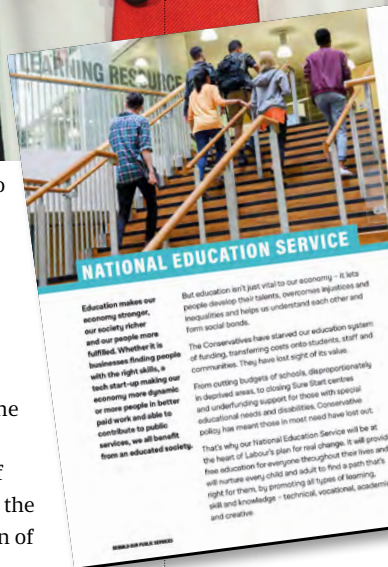 LEARNING RESOURCE
NATIONAL EDUCATION SERVICE
Education makes our
economy stronger,
our society richer
and our people more
fulfilled. Whether it is
businesses finding people
with the right skills, a
tech start-up making our
economy more dynamic
or more people in better
paid work and able to
contribute to public
services, we all benefit
from an educated society.
But education isn't just vital to our economy – it lets
people develop their talents, overcomes injustices and
inequalities and helps us understand each other and
form social bonds.
The Conservatives have starved our education system
of funding, transferring costs onto students, staff and
communities. They have lost sight of its value.
From cutting budgets of schools, disproportionately
in deprived areas, to closing Sure Start centres
and underfunding support for those with special
educational needs and disabilities, Conservative
policy has meant those in most need have lost out.
That's why our National Education Service will be at
the heart of Labour's plan for real change. It will provide
free education for everyone throughout their lives and
will nurture every child and adult to find a path that's
right for them, by promoting all types of learning,
skill and knowledge – technical, vocational, academic
and creative.
REBUILD OUR PUBLIC SERVICES
the
n of